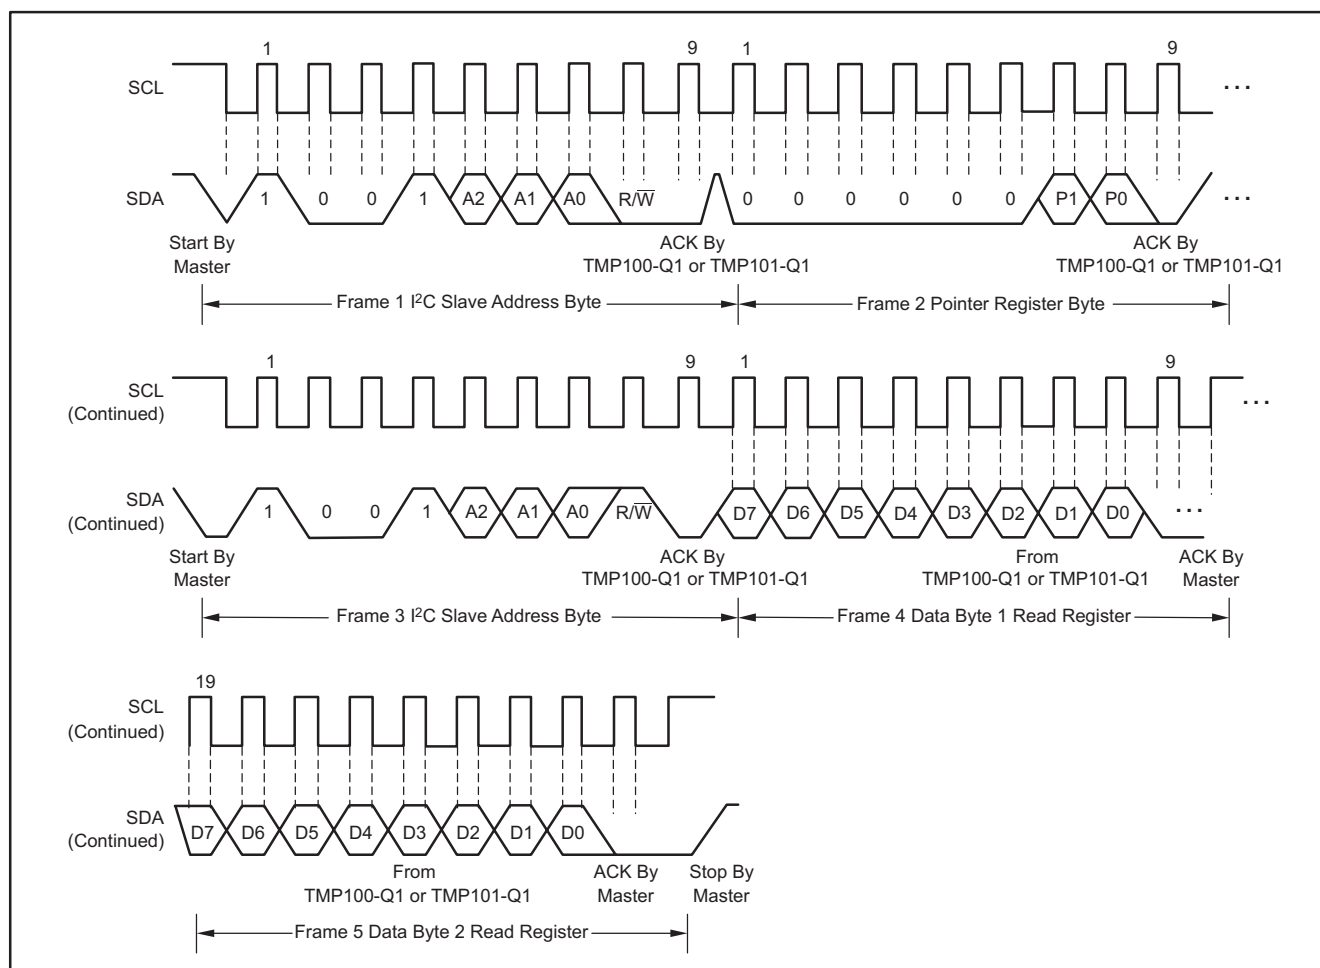 1 9 1 9
SCL ...
SDA 1 0 0 1 A2 A1 A0 R/W̅ 0 0 0 0 0 0 P1 P0 ...
Start By ACK By ACK By
Master TMP100-Q1 or TMP101-Q1 TMP100-Q1 or TMP101-Q1
Frame 1 I²C Slave Address Byte Frame 2 Pointer Register Byte
1 9 1 9
SCL ...
(Continued)
SDA 1 0 0 1 A2 A1 A0 R/W̅ D7 D6 D5 D4 D3 D2 D1 D0 ...
(Continued)
Start By ACK By From ACK By
Master TMP100-Q1 or TMP101-Q1 TMP100-Q1 or TMP101-Q1 Master
Frame 3 I²C Slave Address Byte Frame 4 Data Byte 1 Read Register
19
SCL
(Continued)
SDA D7 D6 D5 D4 D3 D2 D1 D0
(Continued)
From ACK By Stop By
TMP100-Q1 or TMP101-Q1 Master Master
Frame 5 Data Byte 2 Read Register